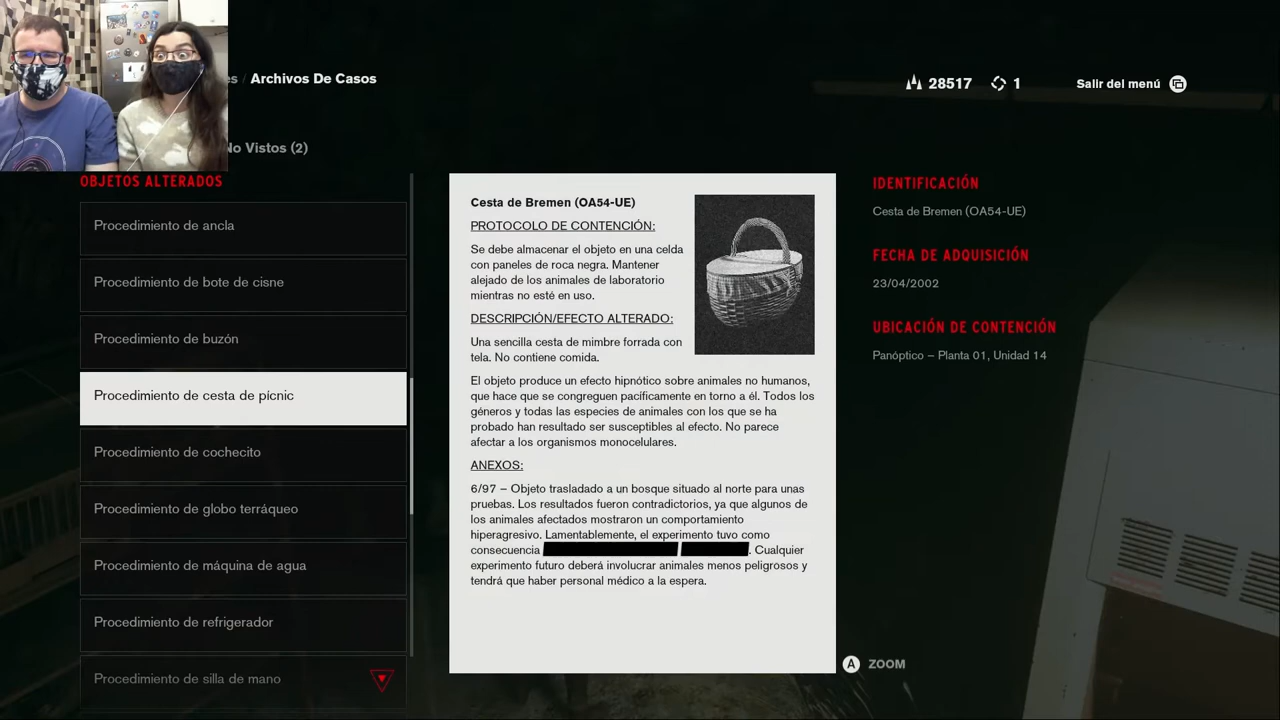 es / Archivos De Casos
28517
1
Salir del menú
No Vistos (2)
OBJETOS ALTERADOS
Procedimiento de ancla
Procedimiento de bote de cisne
Procedimiento de buzón
Procedimiento de cesta de pícnic
Procedimiento de cochecito
Procedimiento de globo terráqueo
Procedimiento de máquina de agua
Procedimiento de refrigerador
Procedimiento de silla de mano
Cesta de Bremen (OA54-UE)
PROTOCOLO DE CONTENCIÓN:
Se debe almacenar el objeto en una celda
con paneles de roca negra. Mantener
alejado de los animales de laboratorio
mientras no esté en uso.
DESCRIPCIÓN/EFECTO ALTERADO:
Una sencilla cesta de mimbre forrada con
tela. No contiene comida.
El objeto produce un efecto hipnótico sobre animales no humanos,
que hace que se congreguen pacíficamente en torno a él. Todos los
géneros y todas las especies de animales con los que se ha
probado han resultado ser susceptibles al efecto. No parece
afectar a los organismos monocelulares.
ANEXOS:
6/97 – Objeto trasladado a un bosque situado al norte para unas
pruebas. Los resultados fueron contradictorios, ya que algunos de
los animales afectados mostraron un comportamiento
hiperagresivo. Lamentablemente, el experimento tuvo como
consecuencia . Cualquier
experimento futuro deberá involucrar animales menos peligrosos y
tendrá que haber personal médico a la espera.
IDENTIFICACIÓN
Cesta de Bremen (OA54-UE)
FECHA DE ADQUISICIÓN
23/04/2002
UBICACIÓN DE CONTENCIÓN
Panóptico – Planta 01, Unidad 14
A ZOOM